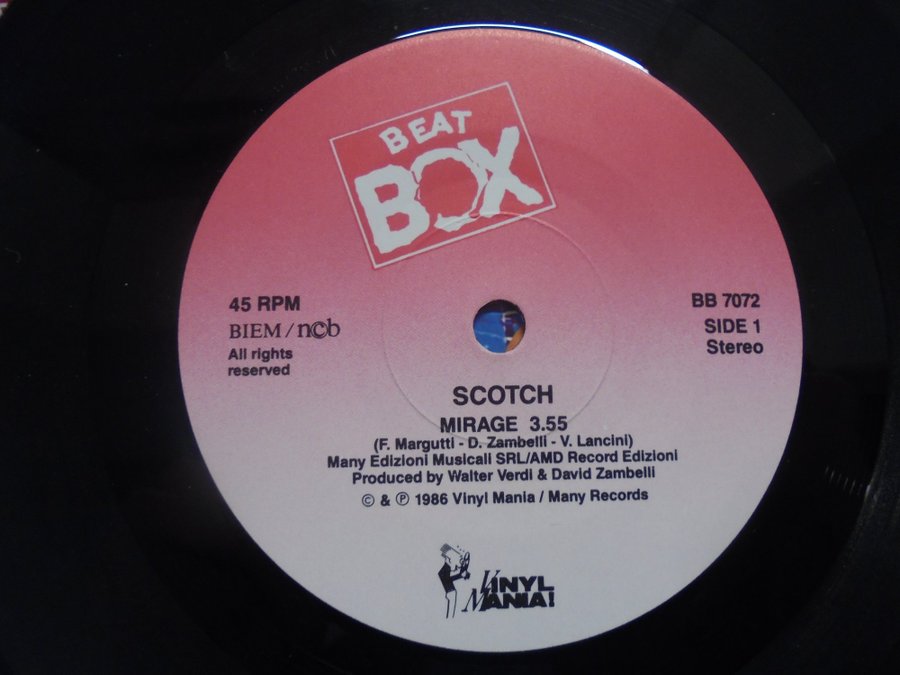 BEAT
BOX
45 RPM
BIEM / n©b
All rights
reserved
BB 7072
SIDE 1
Stereo
SCOTCH
MIRAGE 3.55
(F. Margutti - D. Zambelli - V. Lancini)
Many Edizioni Musicali SRL/AMD Record Edizioni
Produced by Walter Verdi & David Zambelli
© & ℗ 1986 Vinyl Mania / Many Records
VINYL
MANIA!